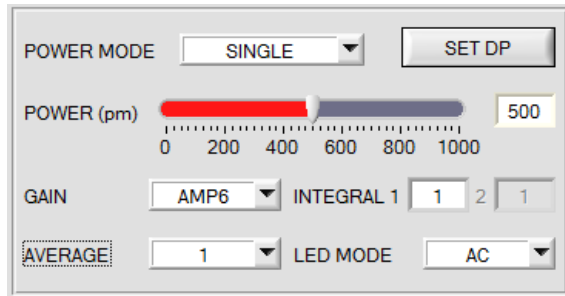 POWER MODE SINGLE SET DP
POWER (pm) 500
0 200 400 600 800 1000
GAIN AMP6 INTEGRAL 1 1 2 1
AVERAGE 1 LED MODE AC